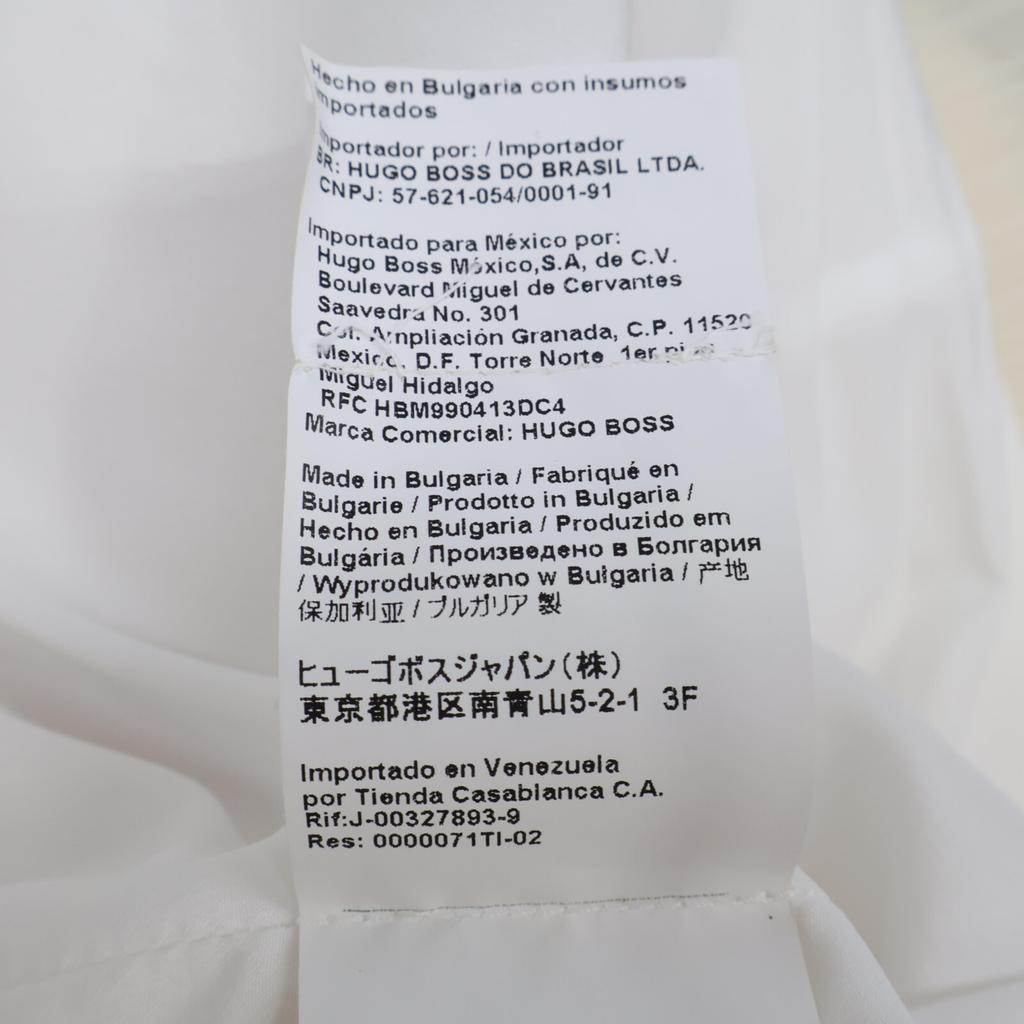 Hecho en Bulgaria con insumos
importados
Importador por: / Importador
BR: HUGO BOSS DO BRASIL LTDA.
CNPJ: 57-621-054/0001-91
Importado para México por:
Hugo Boss México,S.A, de C.V.
Boulevard Miguel de Cervantes
Saavedra No. 301
Col. Ampliación Granada, C.P. 11520
Mexico, D.F. Torre Norte 1er
Miguel Hidalgo
RFC HBM990413DC4
Marca Comercial: HUGO BOSS
Made in Bulgaria / Fabriqué en
Bulgarie / Prodotto in Bulgaria /
Hecho en Bulgaria / Produzido em
Bulgária / Произведено в Болгария
/ Wyprodukowano w Bulgaria / 产地
保加利亚 / ブルガリア 製
ヒューゴボスジャパン(株)
東京都港区南青山5-2-1 3F
Importado en Venezuela
por Tienda Casablanca C.A.
Rif:J-00327893-9
Res: 0000071TI-02